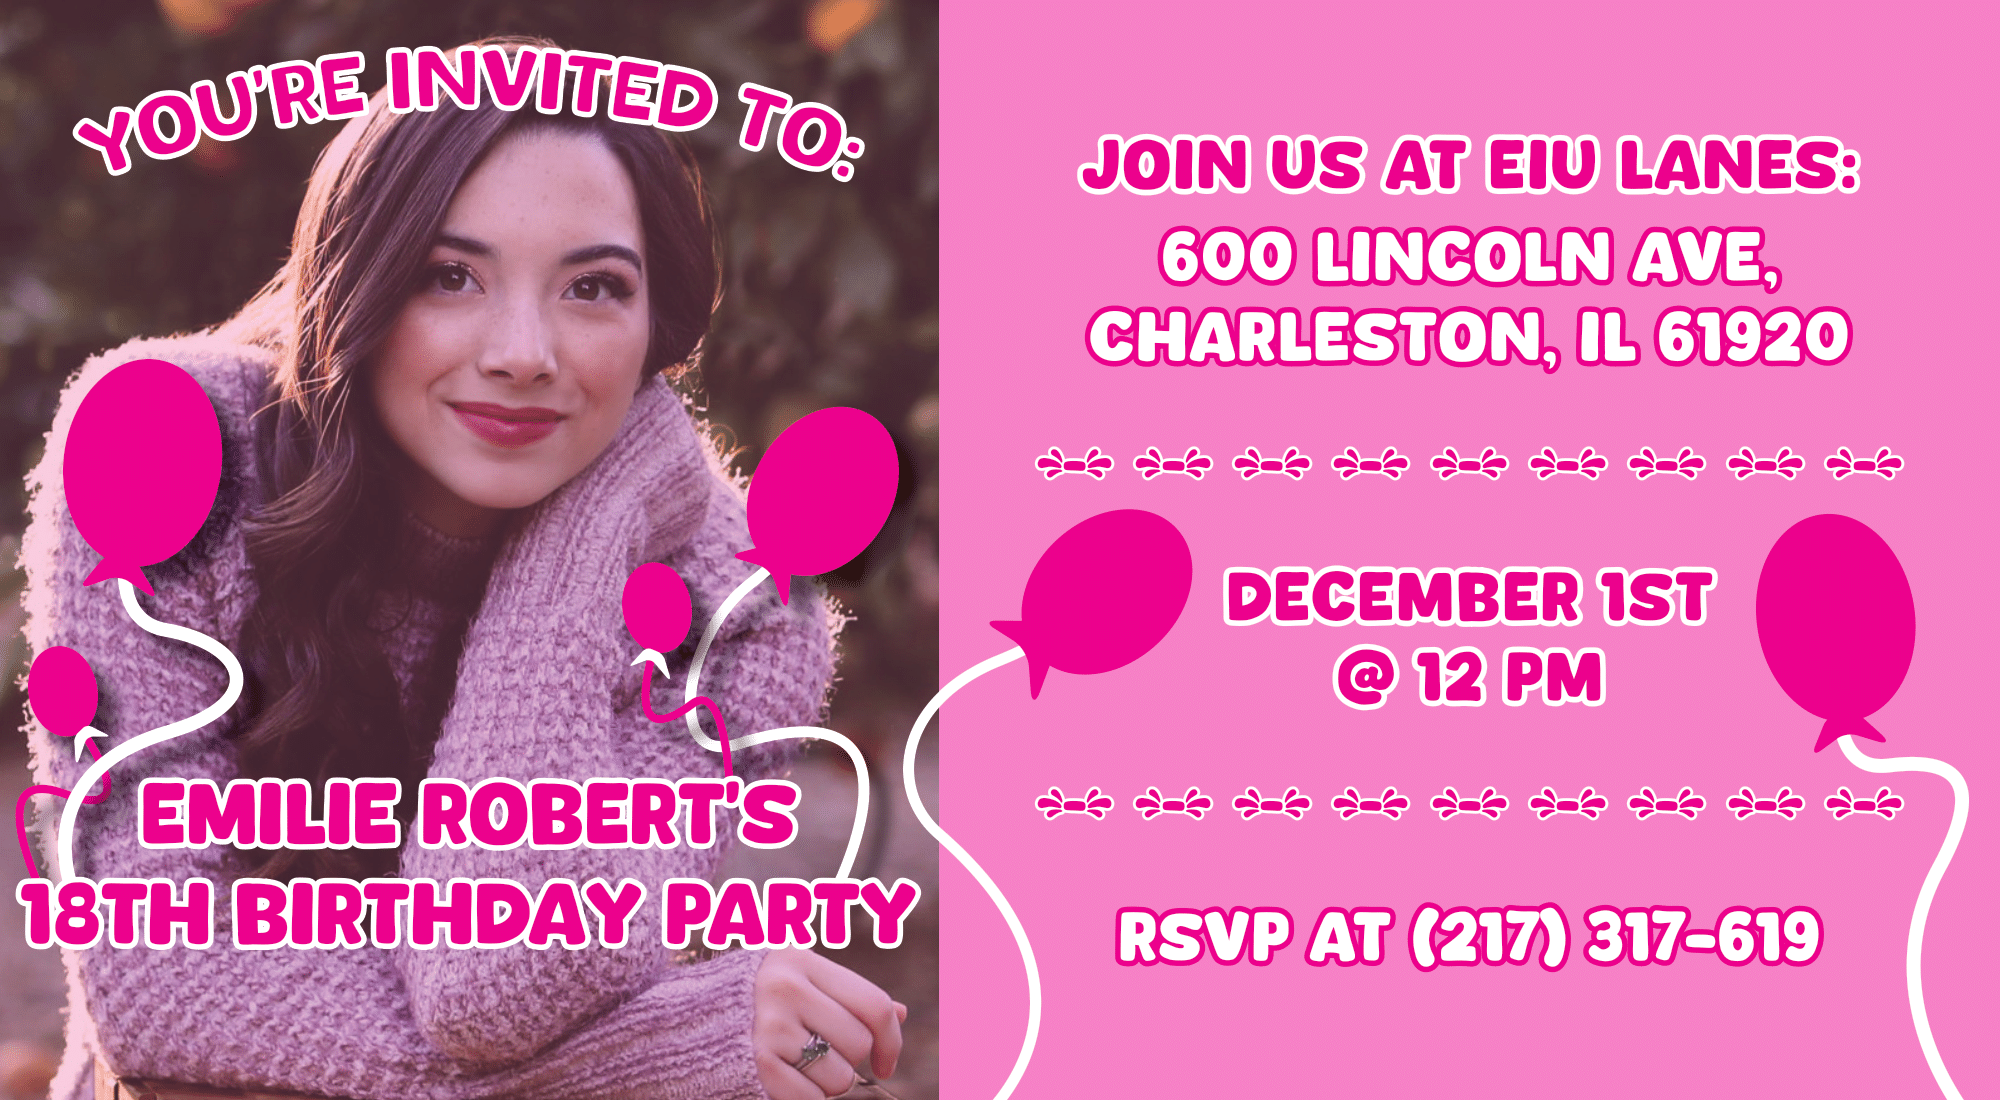 YOU'RE INVITED TO:
EMILIE ROBERT'S
18TH BIRTHDAY PARTY
JOIN US AT EIU LANES:
600 LINCOLN AVE,
CHARLESTON, IL 61920
DECEMBER 1ST
@ 12 PM
RSVP AT (217) 317-619